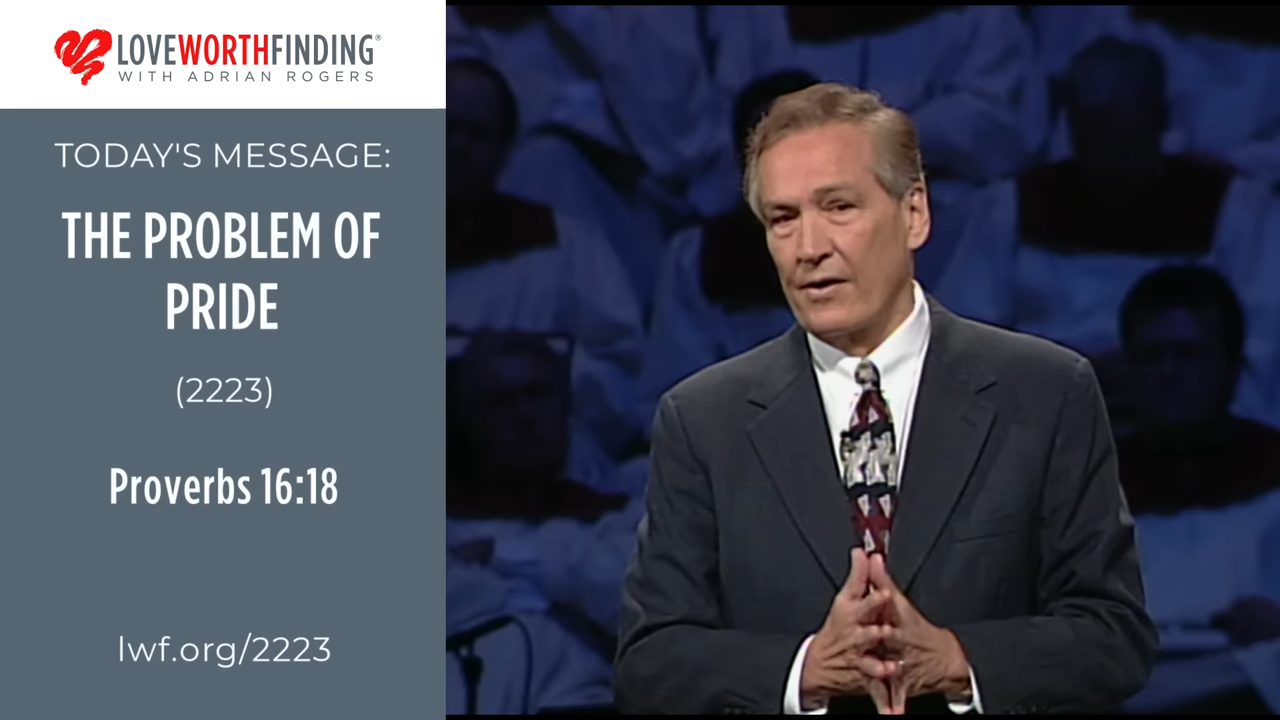 LOVEWORTHFINDING®
WITH ADRIAN ROGERS
TODAY'S MESSAGE:
THE PROBLEM OF
PRIDE
(2223)
Proverbs 16:18
lwf.org/2223